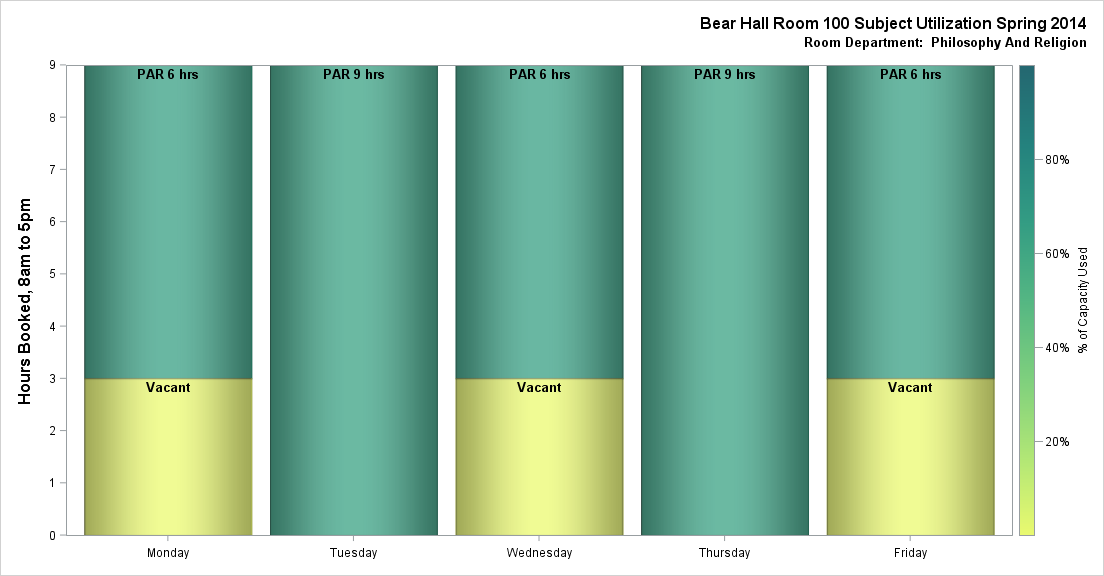 Bear Hall Room 100 Subject Utilization Spring 2014
Room Department:  Philosophy And Religion
Hours Booked, 8am to 5pm
9
8
7
6
5
4
3
2
1
0
PAR 6 hrs
PAR 9 hrs
PAR 6 hrs
PAR 9 hrs
PAR 6 hrs
Vacant
Vacant
Vacant
Monday
Tuesday
Wednesday
Thursday
Friday
80%
60%
40%
20%
% of Capacity Used